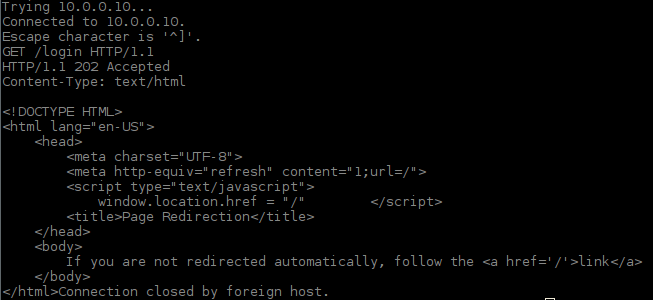 Trying 10.0.0.10...
Connected to 10.0.0.10.
Escape character is '^]'.
GET /login HTTP/1.1
HTTP/1.1 202 Accepted
Content-Type: text/html

<!DOCTYPE HTML>
<html lang="en-US">
    <head>
        <meta charset="UTF-8">
        <meta http-equiv="refresh" content="1;url=/">
        <script type="text/javascript">
            window.location.href = "/"        </script>
        <title>Page Redirection</title>
    </head>
    <body>
        If you are not redirected automatically, follow the <a href='/'>link</a>
    </body>
</html>Connection closed by foreign host.